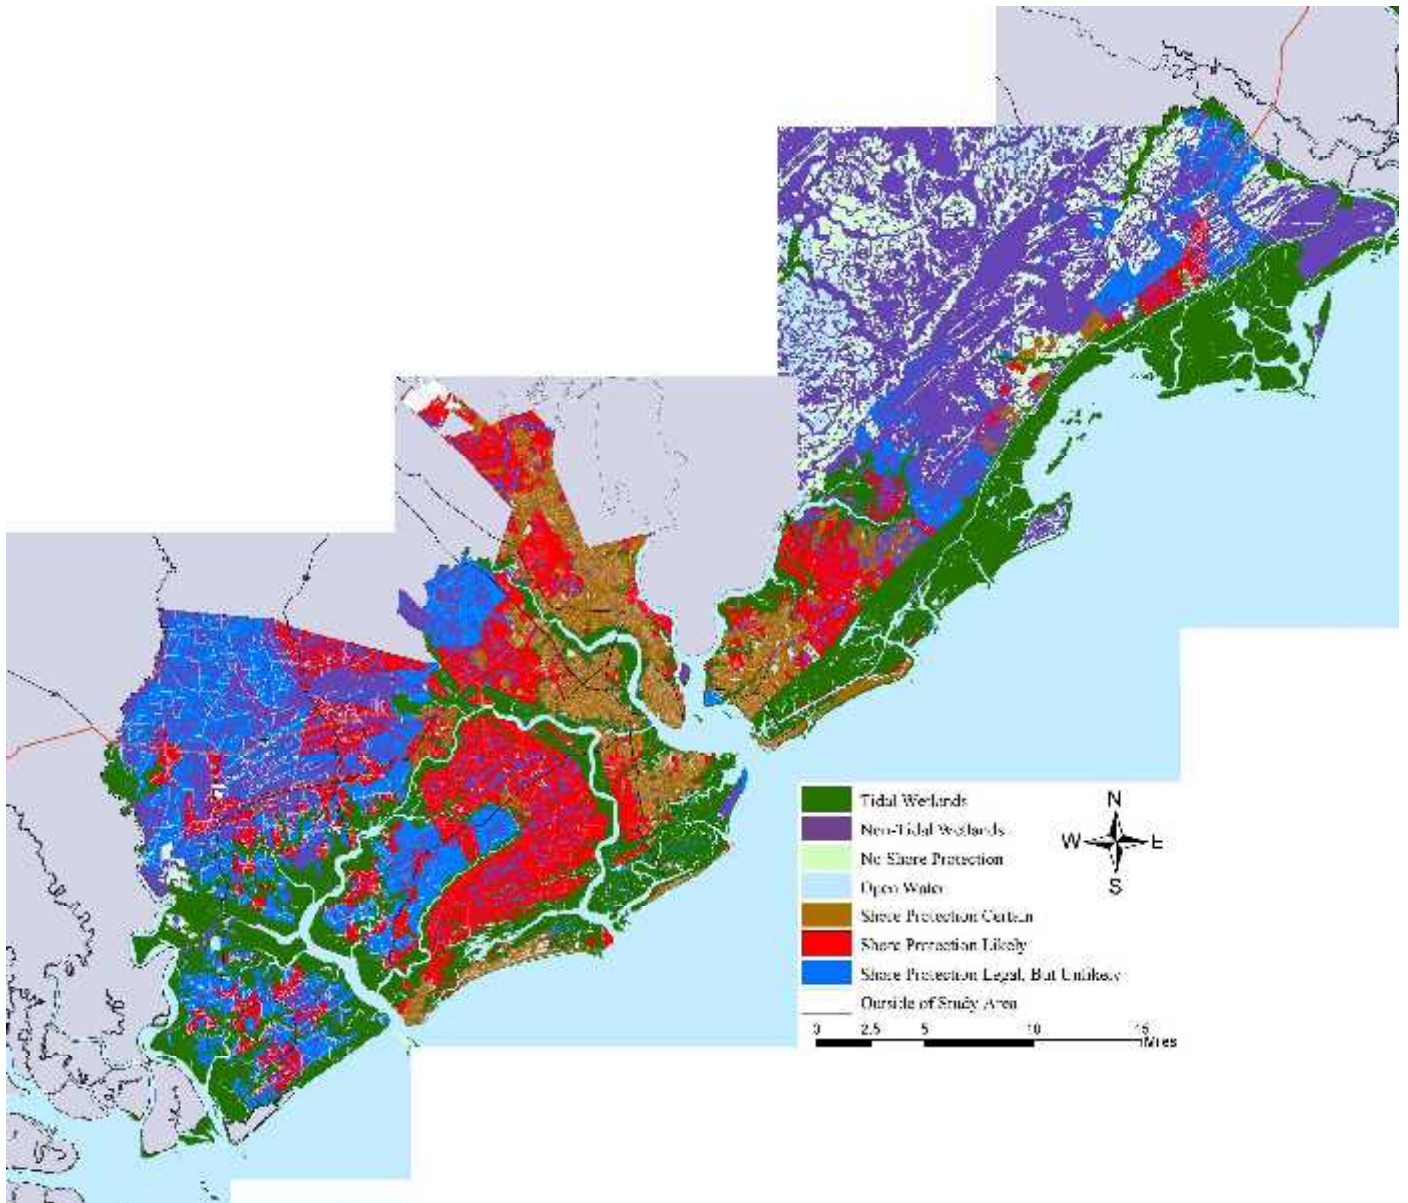 Tidal Wetlands
Non-Tidal Wetlands
No Shore Protection
Open Water
Shore Protection Certain
Shore Protection Likely
Shore Protection Legal, But Unlikely
Outside of Study Area
N
W E
S
0 2.5 5 10 15
Miles